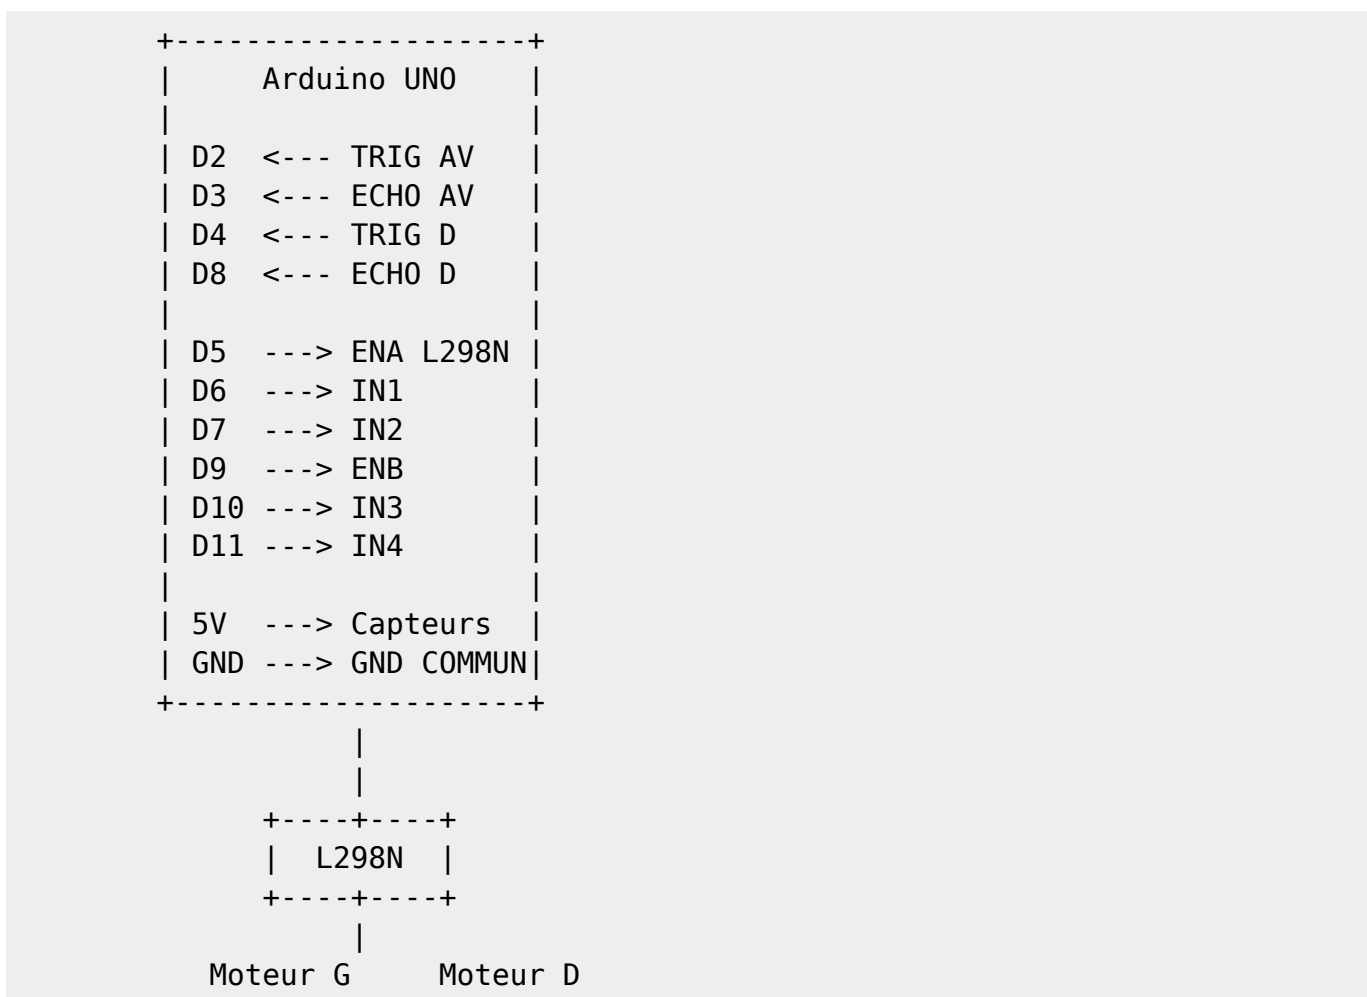 +--------------------+
|     Arduino UNO    |
|                    |
| D2  <--- TRIG AV   |
| D3  <--- ECHO AV   |
| D4  <--- TRIG D    |
| D8  <--- ECHO D    |
|                    |
| D5  ---> ENA L298N |
| D6  ---> IN1       |
| D7  ---> IN2       |
| D9  ---> ENB       |
| D10 ---> IN3       |
| D11 ---> IN4       |
|                    |
| 5V  ---> Capteurs  |
| GND ---> GND COMMUN|
+--------------------+
           |
           |
      +----+----+
      |  L298N  |
      +----+----+
           |
   Moteur G     Moteur D